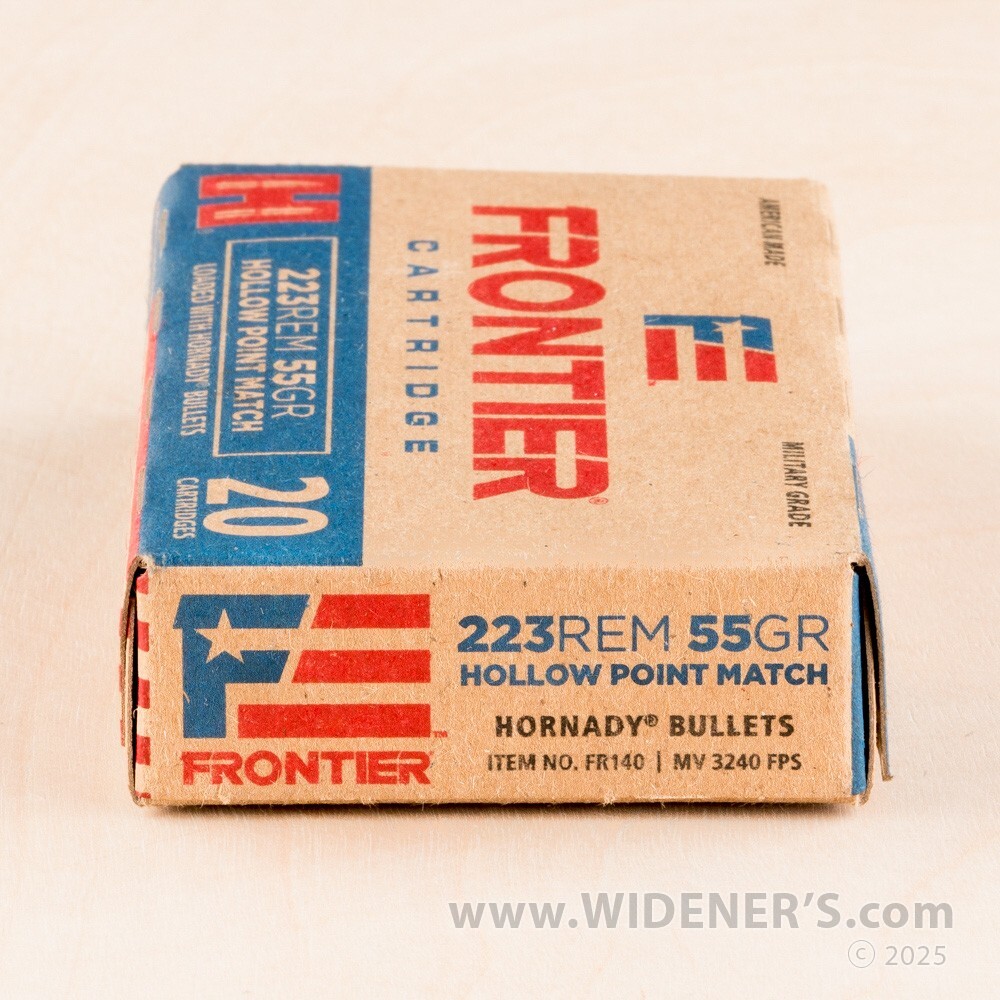 AMERICAN MADE
MILITARY GRADE
FRONTIER®
CARTRIDGE
H
223REM 55GR
HOLLOW POINT MATCH
LOADED WITH HORNADY® BULLETS
20
CARTRIDGES
FRONTIER
223REM 55GR
HOLLOW POINT MATCH
HORNADY® BULLETS
ITEM NO. FR140 | MV 3240 FPS
www.WIDENER'S.com
© 2025